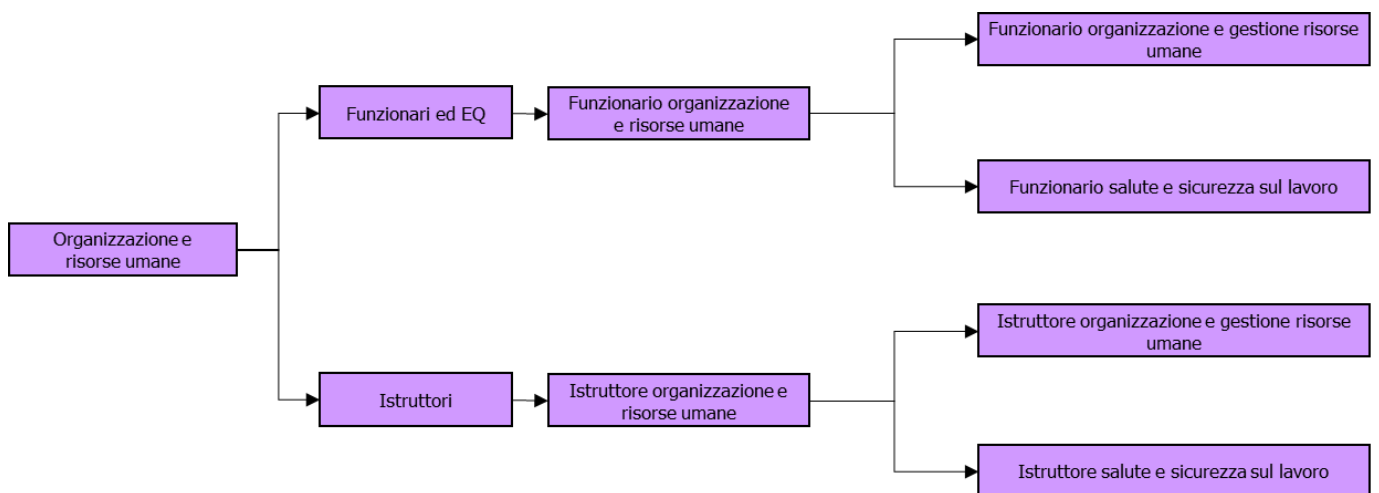 Funzionario organizzazione e gestione risorse
umane
Funzionari ed EQ
Funzionario organizzazione
e risorse umane
Funzionario salute e sicurezza sul lavoro
Organizzazione e
risorse umane
Istruttore organizzazione e gestione risorse
umane
Istruttori
Istruttore organizzazione e
risorse umane
Istruttore salute e sicurezza sul lavoro